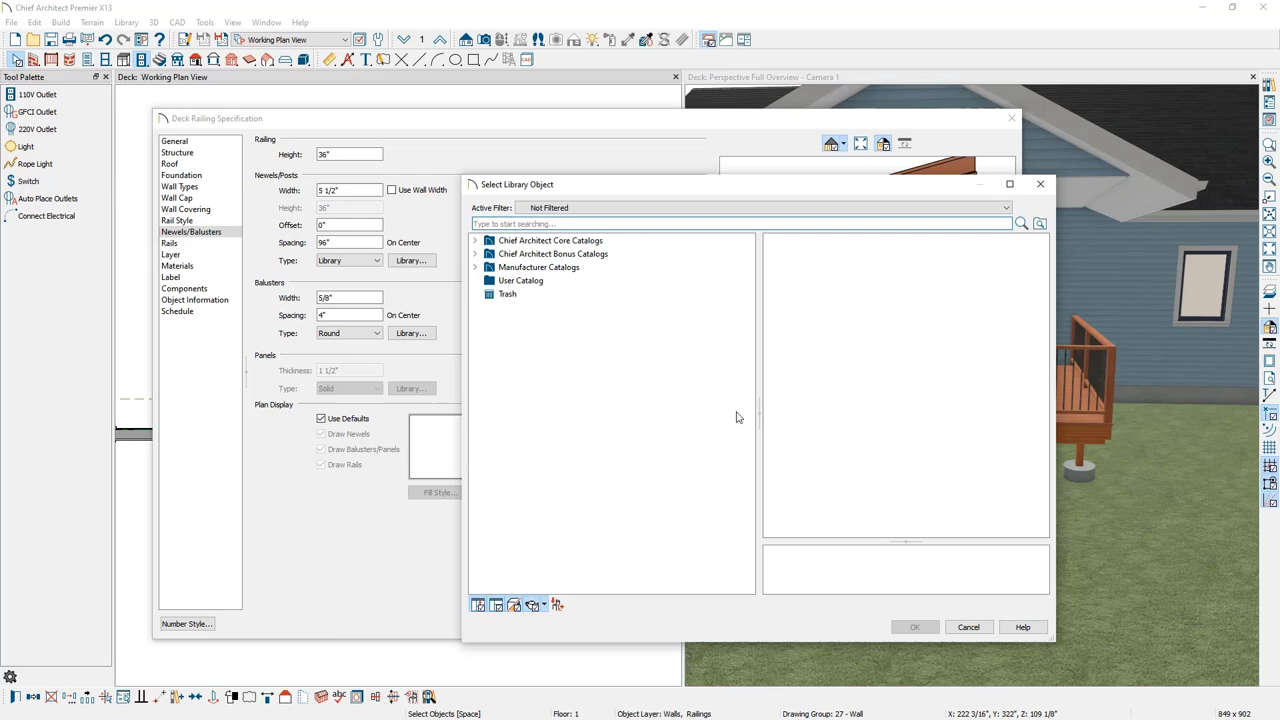 Chief Architect Premier X13
File Edit Build Terrain Library 3D CAD Tools View Window Help
Working Plan View
Tool Palette
Deck: Working Plan View
Deck: Perspective Full Overview - Camera 1
110V Outlet
GFCI Outlet
220V Outlet
Light
Rope Light
Switch
Auto Place Outlets
Connect Electrical
Deck Railing Specification
General
Structure
Roof
Foundation
Wall Types
Wall Cap
Wall Covering
Rail Style
Newels/Balusters
Rails
Layer
Materials
Label
Components
Object Information
Schedule
Number Style...
Railing
Height: 36"
Newels/Posts
Width: 5 1/2" Use Wall Width
Height: 36"
Offset: 0"
Spacing: 96" On Center
Type: Library Library...
Balusters
Width: 5/8"
Spacing: 4" On Center
Type: Round Library...
Panels
Thickness: 1 1/2"
Type: Solid Library...
Plan Display
Use Defaults
Draw Newels
Draw Balusters/Panels
Draw Rails
Fill Style...
Select Library Object
Active Filter: Not Filtered
Type to start searching...
Chief Architect Core Catalogs
Chief Architect Bonus Catalogs
Manufacturer Catalogs
User Catalog
Trash
OK Cancel Help
Select Objects [Space] Floor: 1 Object Layer: Walls, Railings Drawing Group: 27 - Wall X: 222 3/16", Y: 322", Z: 109 1/8" 849 x 902